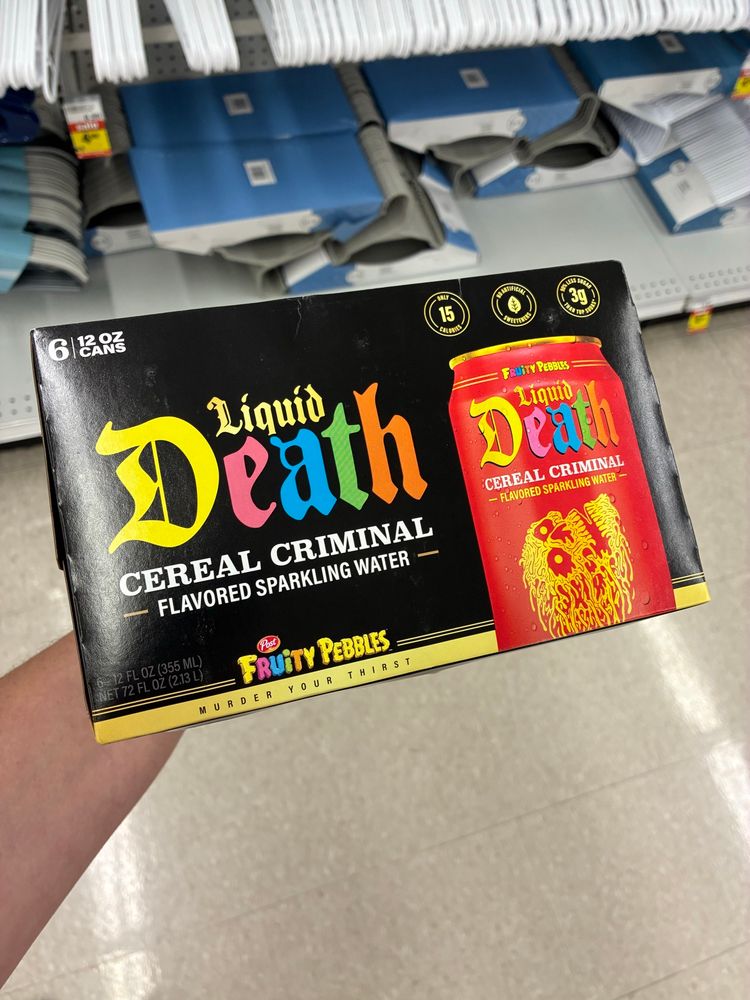 6 | 12 OZ
CANS
ONLY
15
CALORIES
NO ARTIFICIAL
SWEETENERS
3g
Liquid
Death
CEREAL CRIMINAL
FLAVORED SPARKLING WATER
Post
FRUITY PEBBLES
MURDER YOUR THIRST
6 - 12 FL OZ (355 ML)
NET 72 FL OZ (2.13 L)
FRUITY PEBBLES
Liquid
Death
CEREAL CRIMINAL
FLAVORED SPARKLING WATER